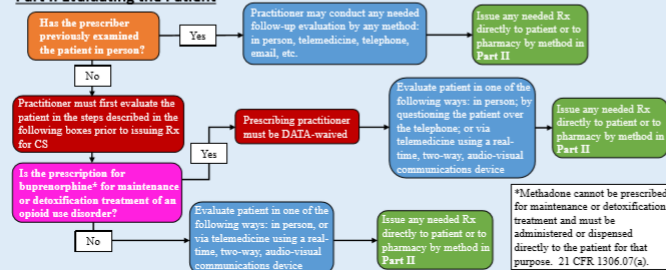 Part I: Evaluating the Patient
Has the prescriber
previously examined
the patient in person?
Yes
Practitioner may conduct any needed
follow-up evaluation by any method:
in person, telemedicine, telephone,
email, etc.
Issue any needed Rx
directly to patient or to
pharmacy by method in
Part II
No
Practitioner must first evaluate the
patient in the steps described in the
following boxes prior to issuing Rx
for CS
Yes
Prescribing practitioner
must be DATA-waived
Evaluate patient in one of the
following ways: in person; by
questioning the patient over
the telephone; or via
telemedicine using a real-
time, two-way, audio-visual
communications device
Issue any needed Rx
directly to patient or to
pharmacy by method in
Part II
Is the prescription for
buprenorphine* for maintenance
or detoxification treatment of an
opioid use disorder?
No
Evaluate patient in one of the
following ways: in person, or
via telemedicine using a real-
time, two-way, audio-visual
communications device
Issue any needed Rx
directly to patient or to
pharmacy by method in
Part II
*Methadone cannot be prescribed
for maintenance or detoxification
treatment and must be
administered or dispensed
directly to the patient for that
purpose. 21 CFR 1306.07(a).